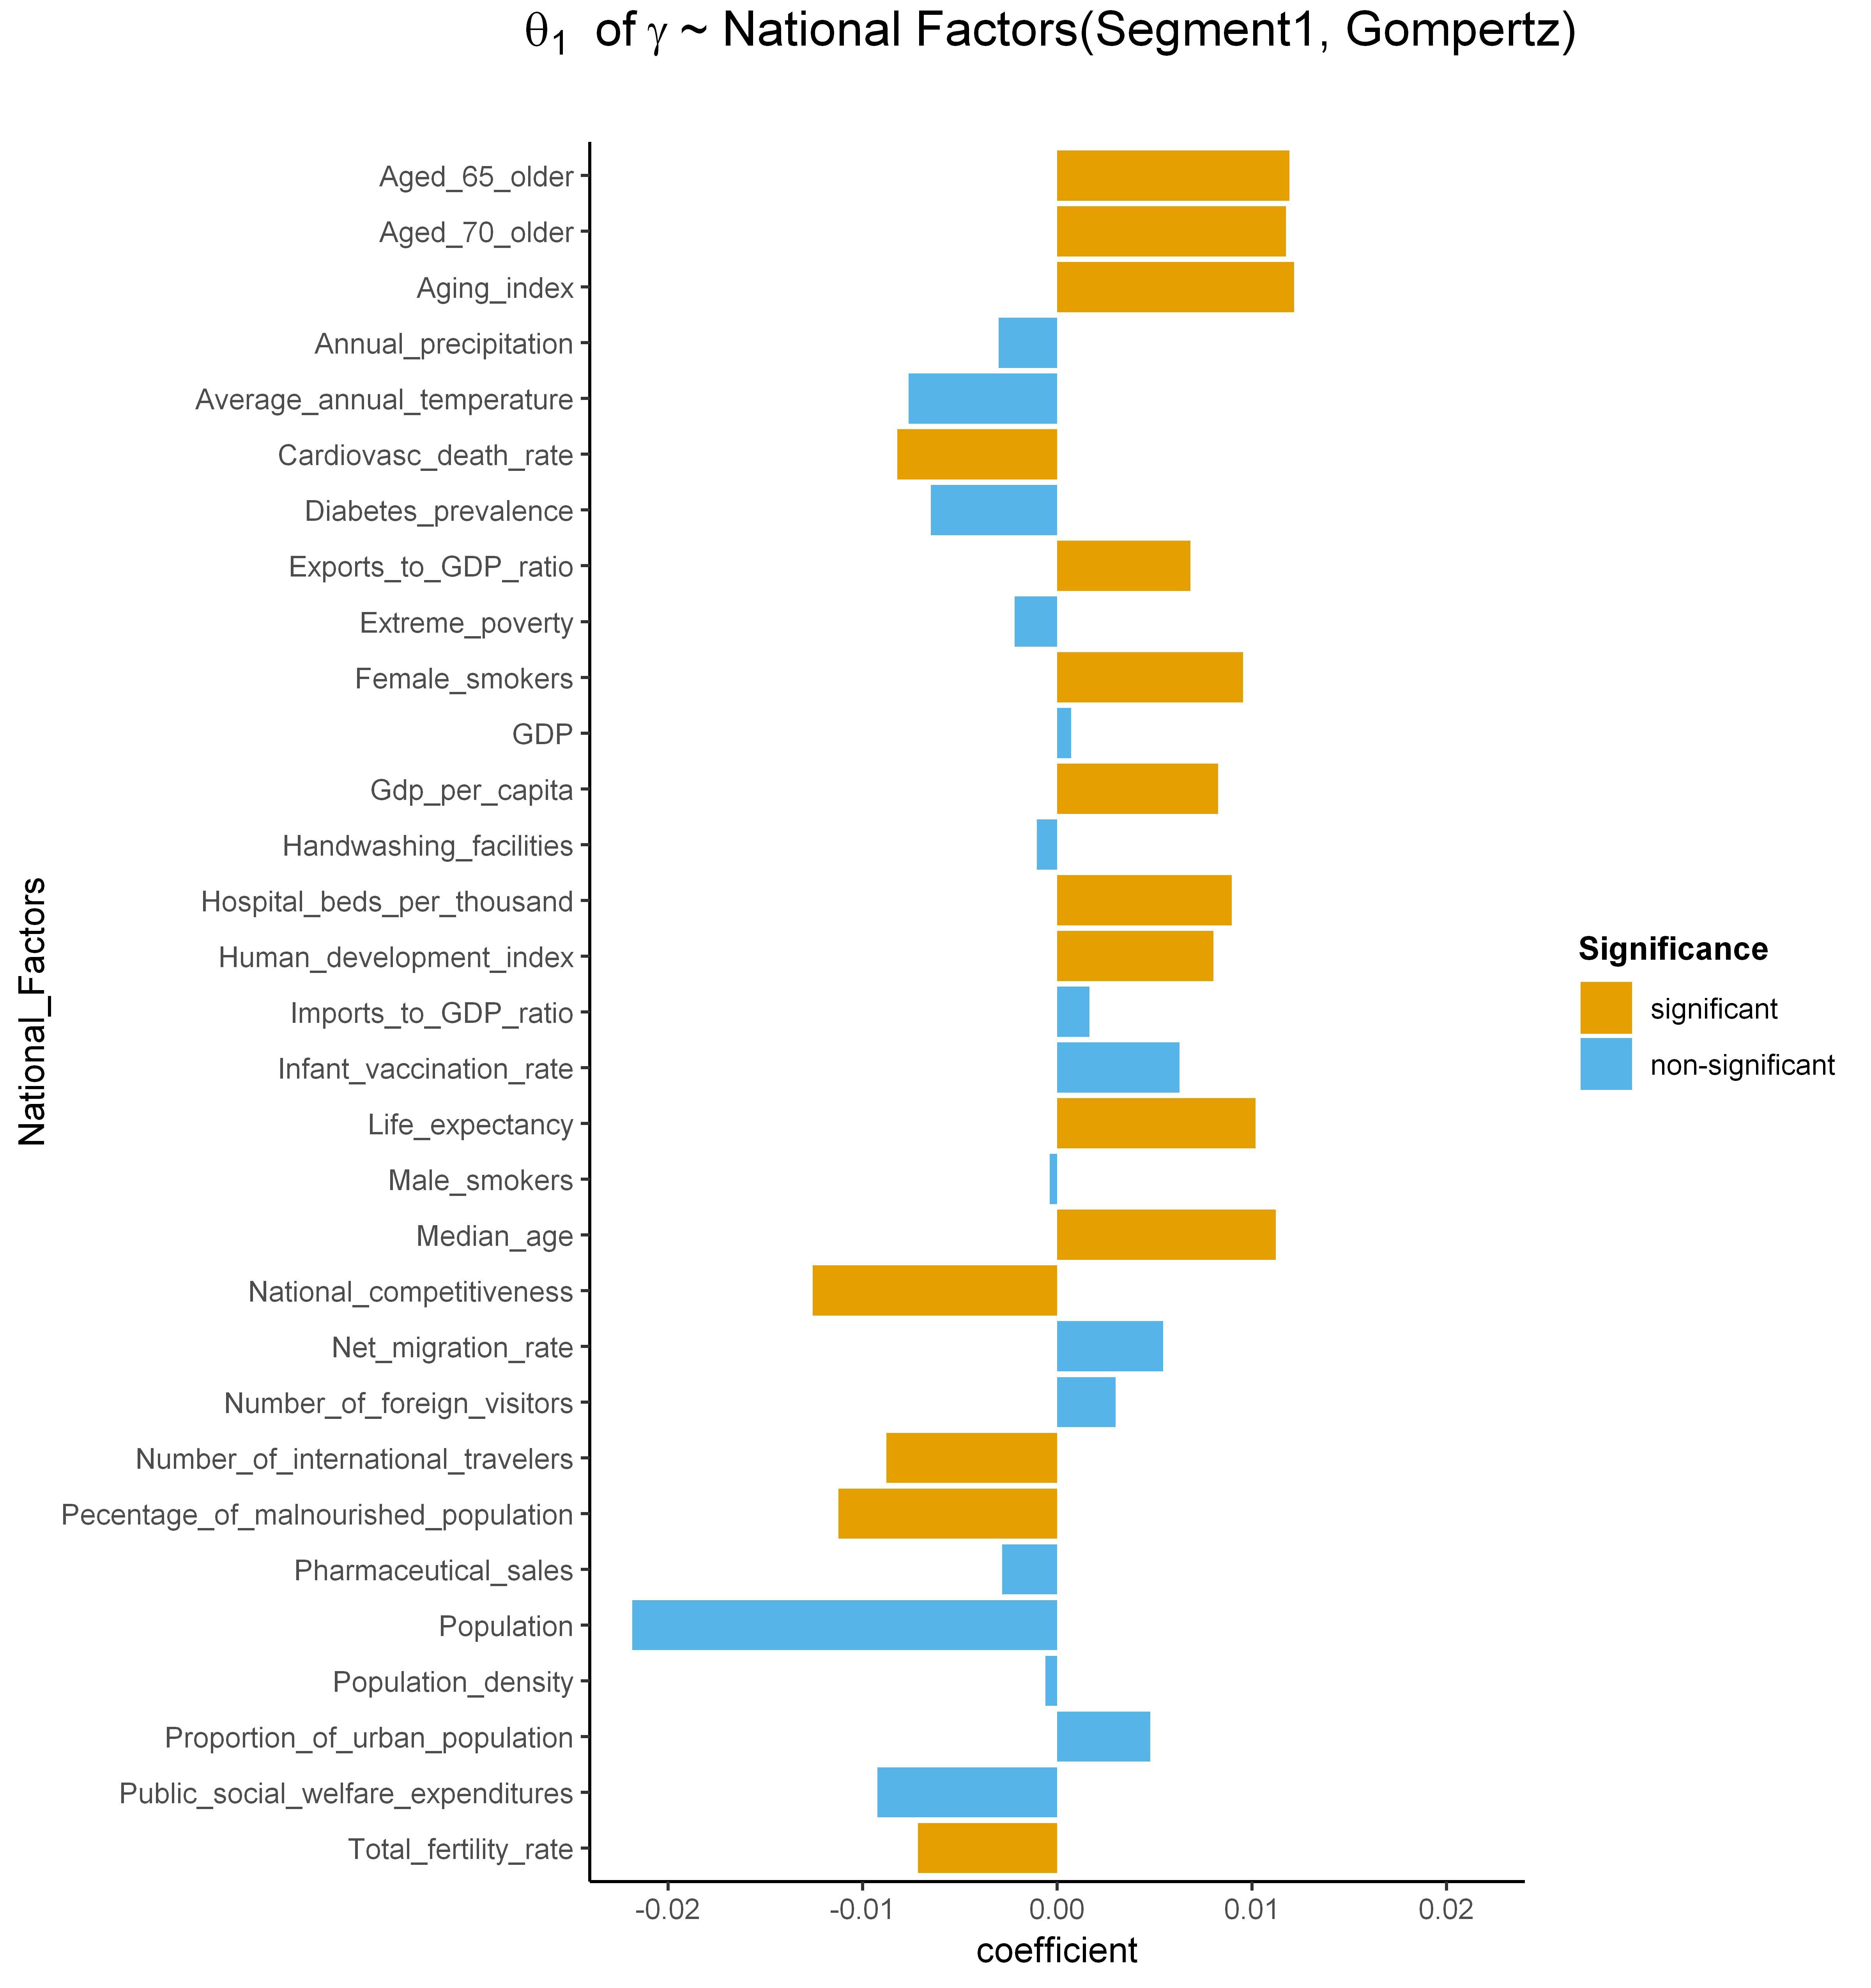 θ1 of γ ~ National Factors(Segment1, Gompertz)
National_Factors
Aged_65_older
Aged_70_older
Aging_index
Annual_precipitation
Average_annual_temperature
Cardiovasc_death_rate
Diabetes_prevalence
Exports_to_GDP_ratio
Extreme_poverty
Female_smokers
GDP
Gdp_per_capita
Handwashing_facilities
Hospital_beds_per_thousand
Human_development_index
Imports_to_GDP_ratio
Infant_vaccination_rate
Life_expectancy
Male_smokers
Median_age
National_competitiveness
Net_migration_rate
Number_of_foreign_visitors
Number_of_international_travelers
Pecentage_of_malnourished_population
Pharmaceutical_sales
Population
Population_density
Proportion_of_urban_population
Public_social_welfare_expenditures
Total_fertility_rate
-0.02 -0.01 0.00 0.01 0.02
coefficient
Significance
significant
non-significant